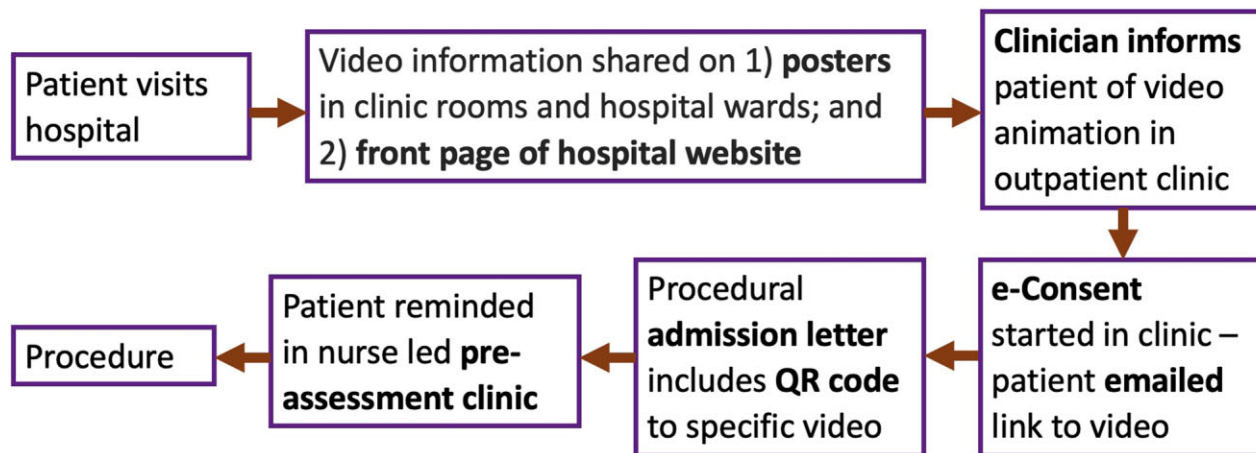 Patient visits
hospital
Video information shared on 1) posters
in clinic rooms and hospital wards; and
2) front page of hospital website
Clinician informs
patient of video
animation in
outpatient clinic
e-Consent
started in clinic –
patient emailed
link to video
Procedural
admission letter
includes QR code
to specific video
Patient reminded
in nurse led pre-
assessment clinic
Procedure